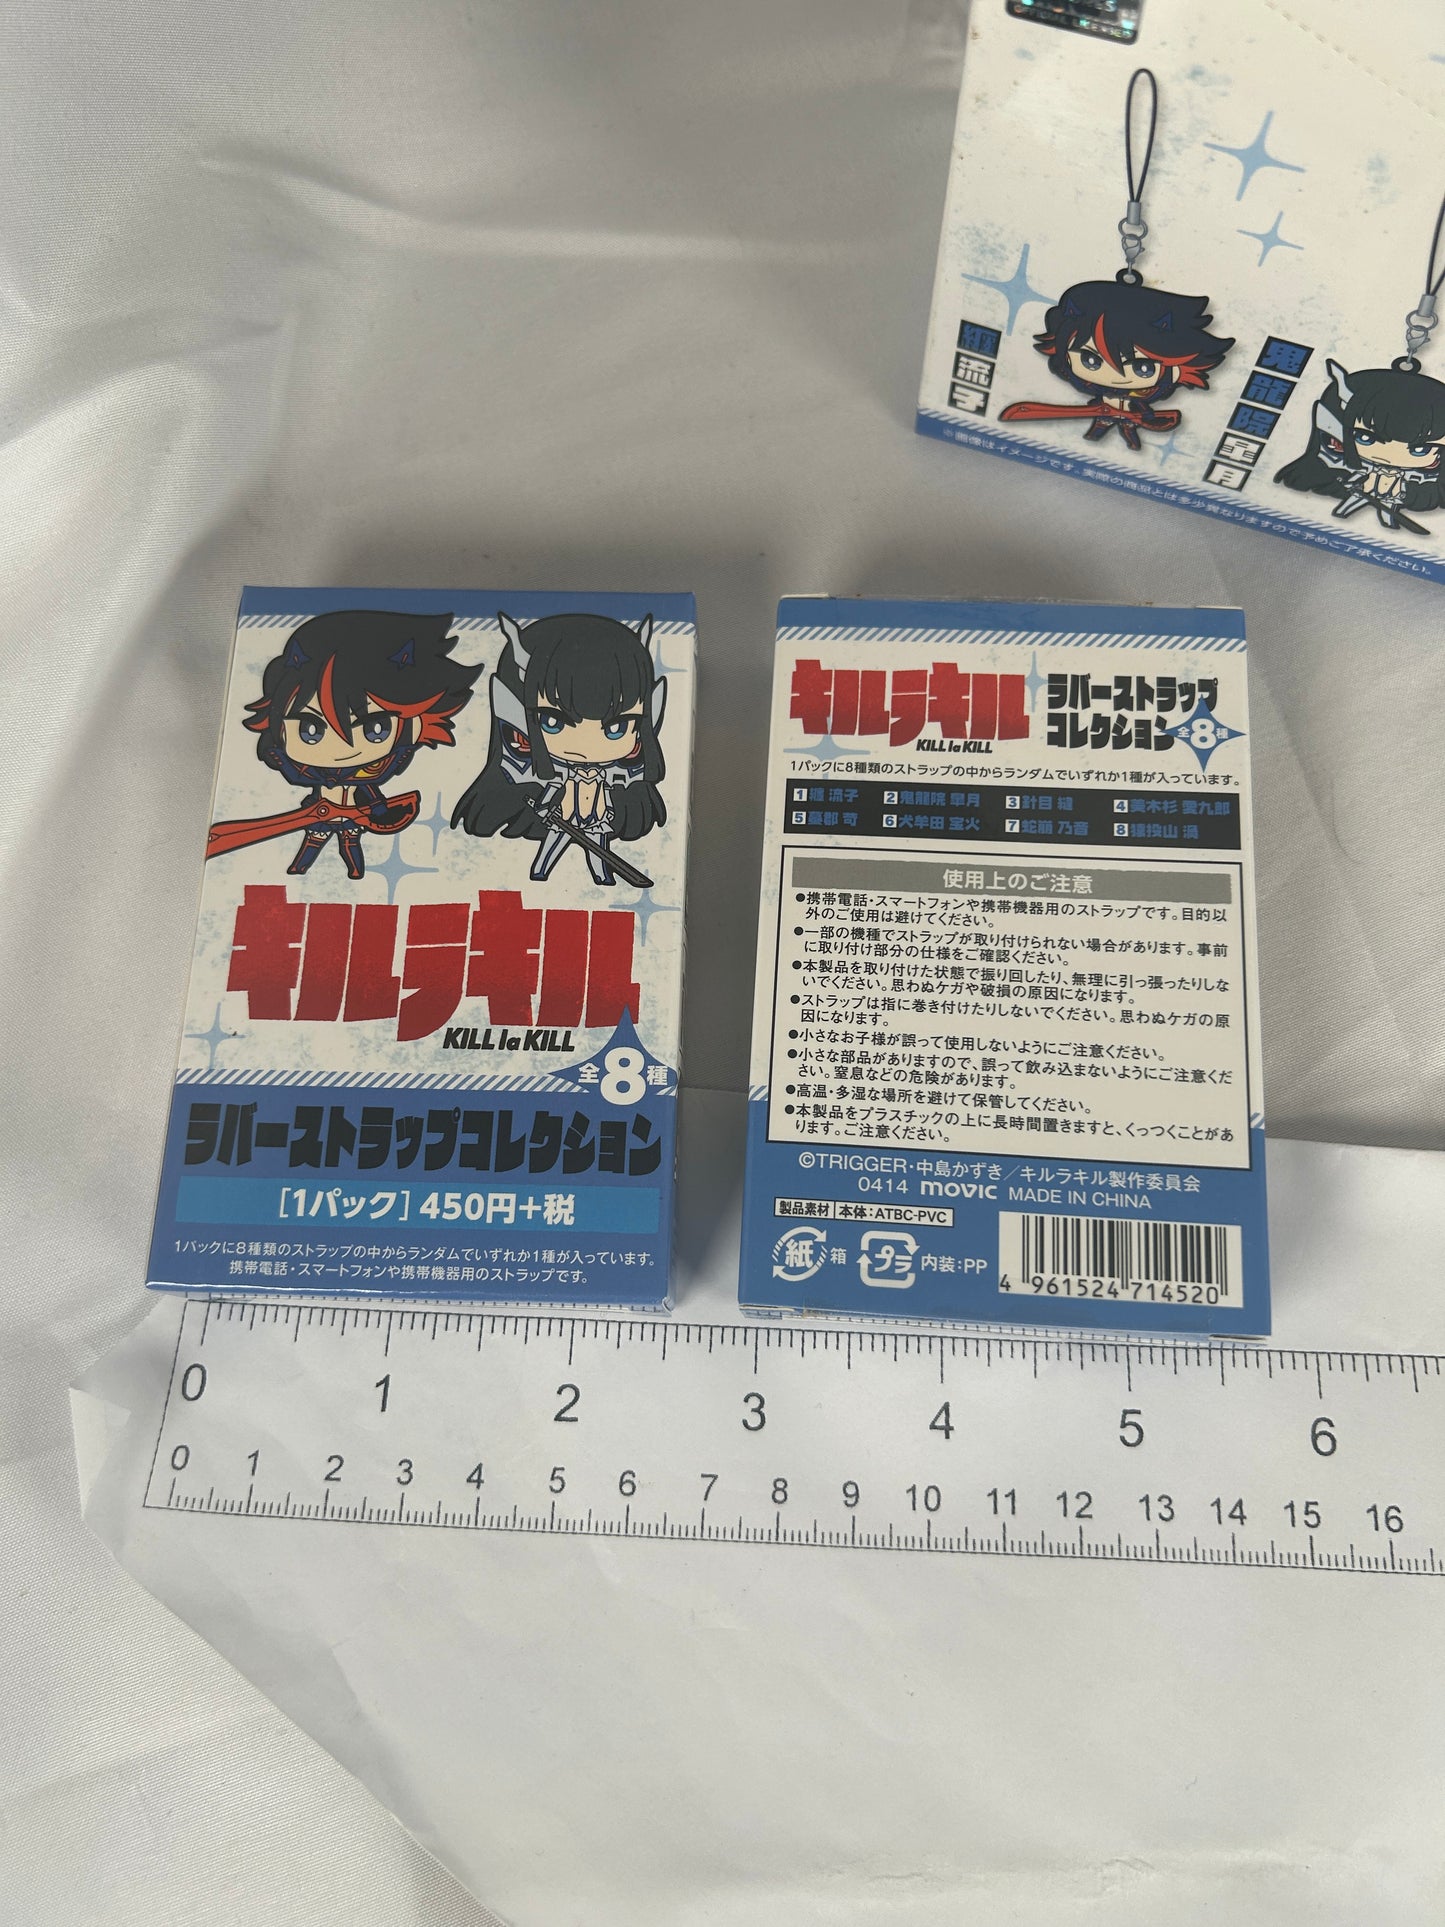 OFFICIAL LICENSED
纏流子
鬼龍院皐月
※画像はイメージです。実際の商品とは多少異なりますので予めご了承ください。
キルラキル
KILL la KILL
全8種
ラバーストラップコレクション
[1パック] 450円+税
1パックに8種類のストラップの中からランダムでいずれか1種が入っています。
携帯電話・スマートフォンや携帯機器用のストラップです。
キルラキル
KILL la KILL
ラバーストラップ
コレクション
全8種
1パックに8種類のストラップの中からランダムでいずれか1種が入っています。
1 纏 流子 2 鬼龍院 皐月 3 針目 縫 4 美木杉 愛九郎
5 蟇郡 苛 6 犬牟田 宝火 7 蛇崩 乃音 8 猿投山 渦
使用上のご注意
●携帯電話・スマートフォンや携帯機器用のストラップです。目的以
外のご使用は避けてください。
●一部の機種でストラップが取り付けられない場合があります。事前
に取り付け部分の仕様をご確認ください。
●本製品を取り付けた状態で振り回したり、無理に引っ張ったりしな
いでください。思わぬケガや破損の原因になります。
●ストラップは指に巻き付けたりしないでください。思わぬケガの原
因になります。
●小さなお子様が誤って使用しないようにご注意ください。
●小さな部品がありますので、誤って飲み込まないようにご注意くだ
さい。窒息などの危険があります。
●高温・多湿な場所を避けて保管してください。
●本製品をプラスチックの上に長時間置きますと、くっつくことがあ
ります。ご注意ください。
©TRIGGER・中島かずき/キルラキル製作委員会
0414 movic MADE IN CHINA
製品素材 本体:ATBC-PVC
紙 箱 プラ 内装:PP
4 961524 714520
0 1 2 3 4 5 6
0 1 2 3 4 5 6 7 8 9 10 11 12 13 14 15 16